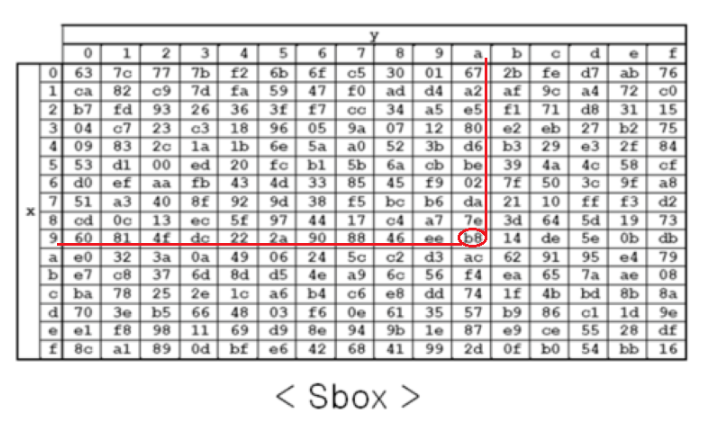 y
0 1 2 3 4 5 6 7 8 9 a b c d e f
0 63 7c 77 7b f2 6b 6f c5 30 01 67 2b fe d7 ab 76
1 ca 82 c9 7d fa 59 47 f0 ad d4 a2 af 9c a4 72 c0
2 b7 fd 93 26 36 3f f7 cc 34 a5 e5 f1 71 d8 31 15
3 04 c7 23 c3 18 96 05 9a 07 12 80 e2 eb 27 b2 75
4 09 83 2c 1a 1b 6e 5a a0 52 3b d6 b3 29 e3 2f 84
5 53 d1 00 ed 20 fc b1 5b 6a cb be 39 4a 4c 58 cf
6 d0 ef aa fb 43 4d 33 85 45 f9 02 7f 50 3c 9f a8
7 51 a3 40 8f 92 9d 38 f5 bc b6 da 21 10 ff f3 d2
x
8 cd 0c 13 ec 5f 97 44 17 c4 a7 7e 3d 64 5d 19 73
9 60 81 4f dc 22 2a 90 88 46 ee b8 14 de 5e 0b db
a e0 32 3a 0a 49 06 24 5c c2 d3 ac 62 91 95 e4 79
b e7 c8 37 6d 8d d5 4e a9 6c 56 f4 ea 65 7a ae 08
c ba 78 25 2e 1c a6 b4 c6 e8 dd 74 1f 4b bd 8b 8a
d 70 3e b5 66 48 03 f6 0e 61 35 57 b9 86 c1 1d 9e
e e1 f8 98 11 69 d9 8e 94 9b 1e 87 e9 ce 55 28 df
f 8c a1 89 0d bf e6 42 68 41 99 2d 0f b0 54 bb 16
< Sbox >